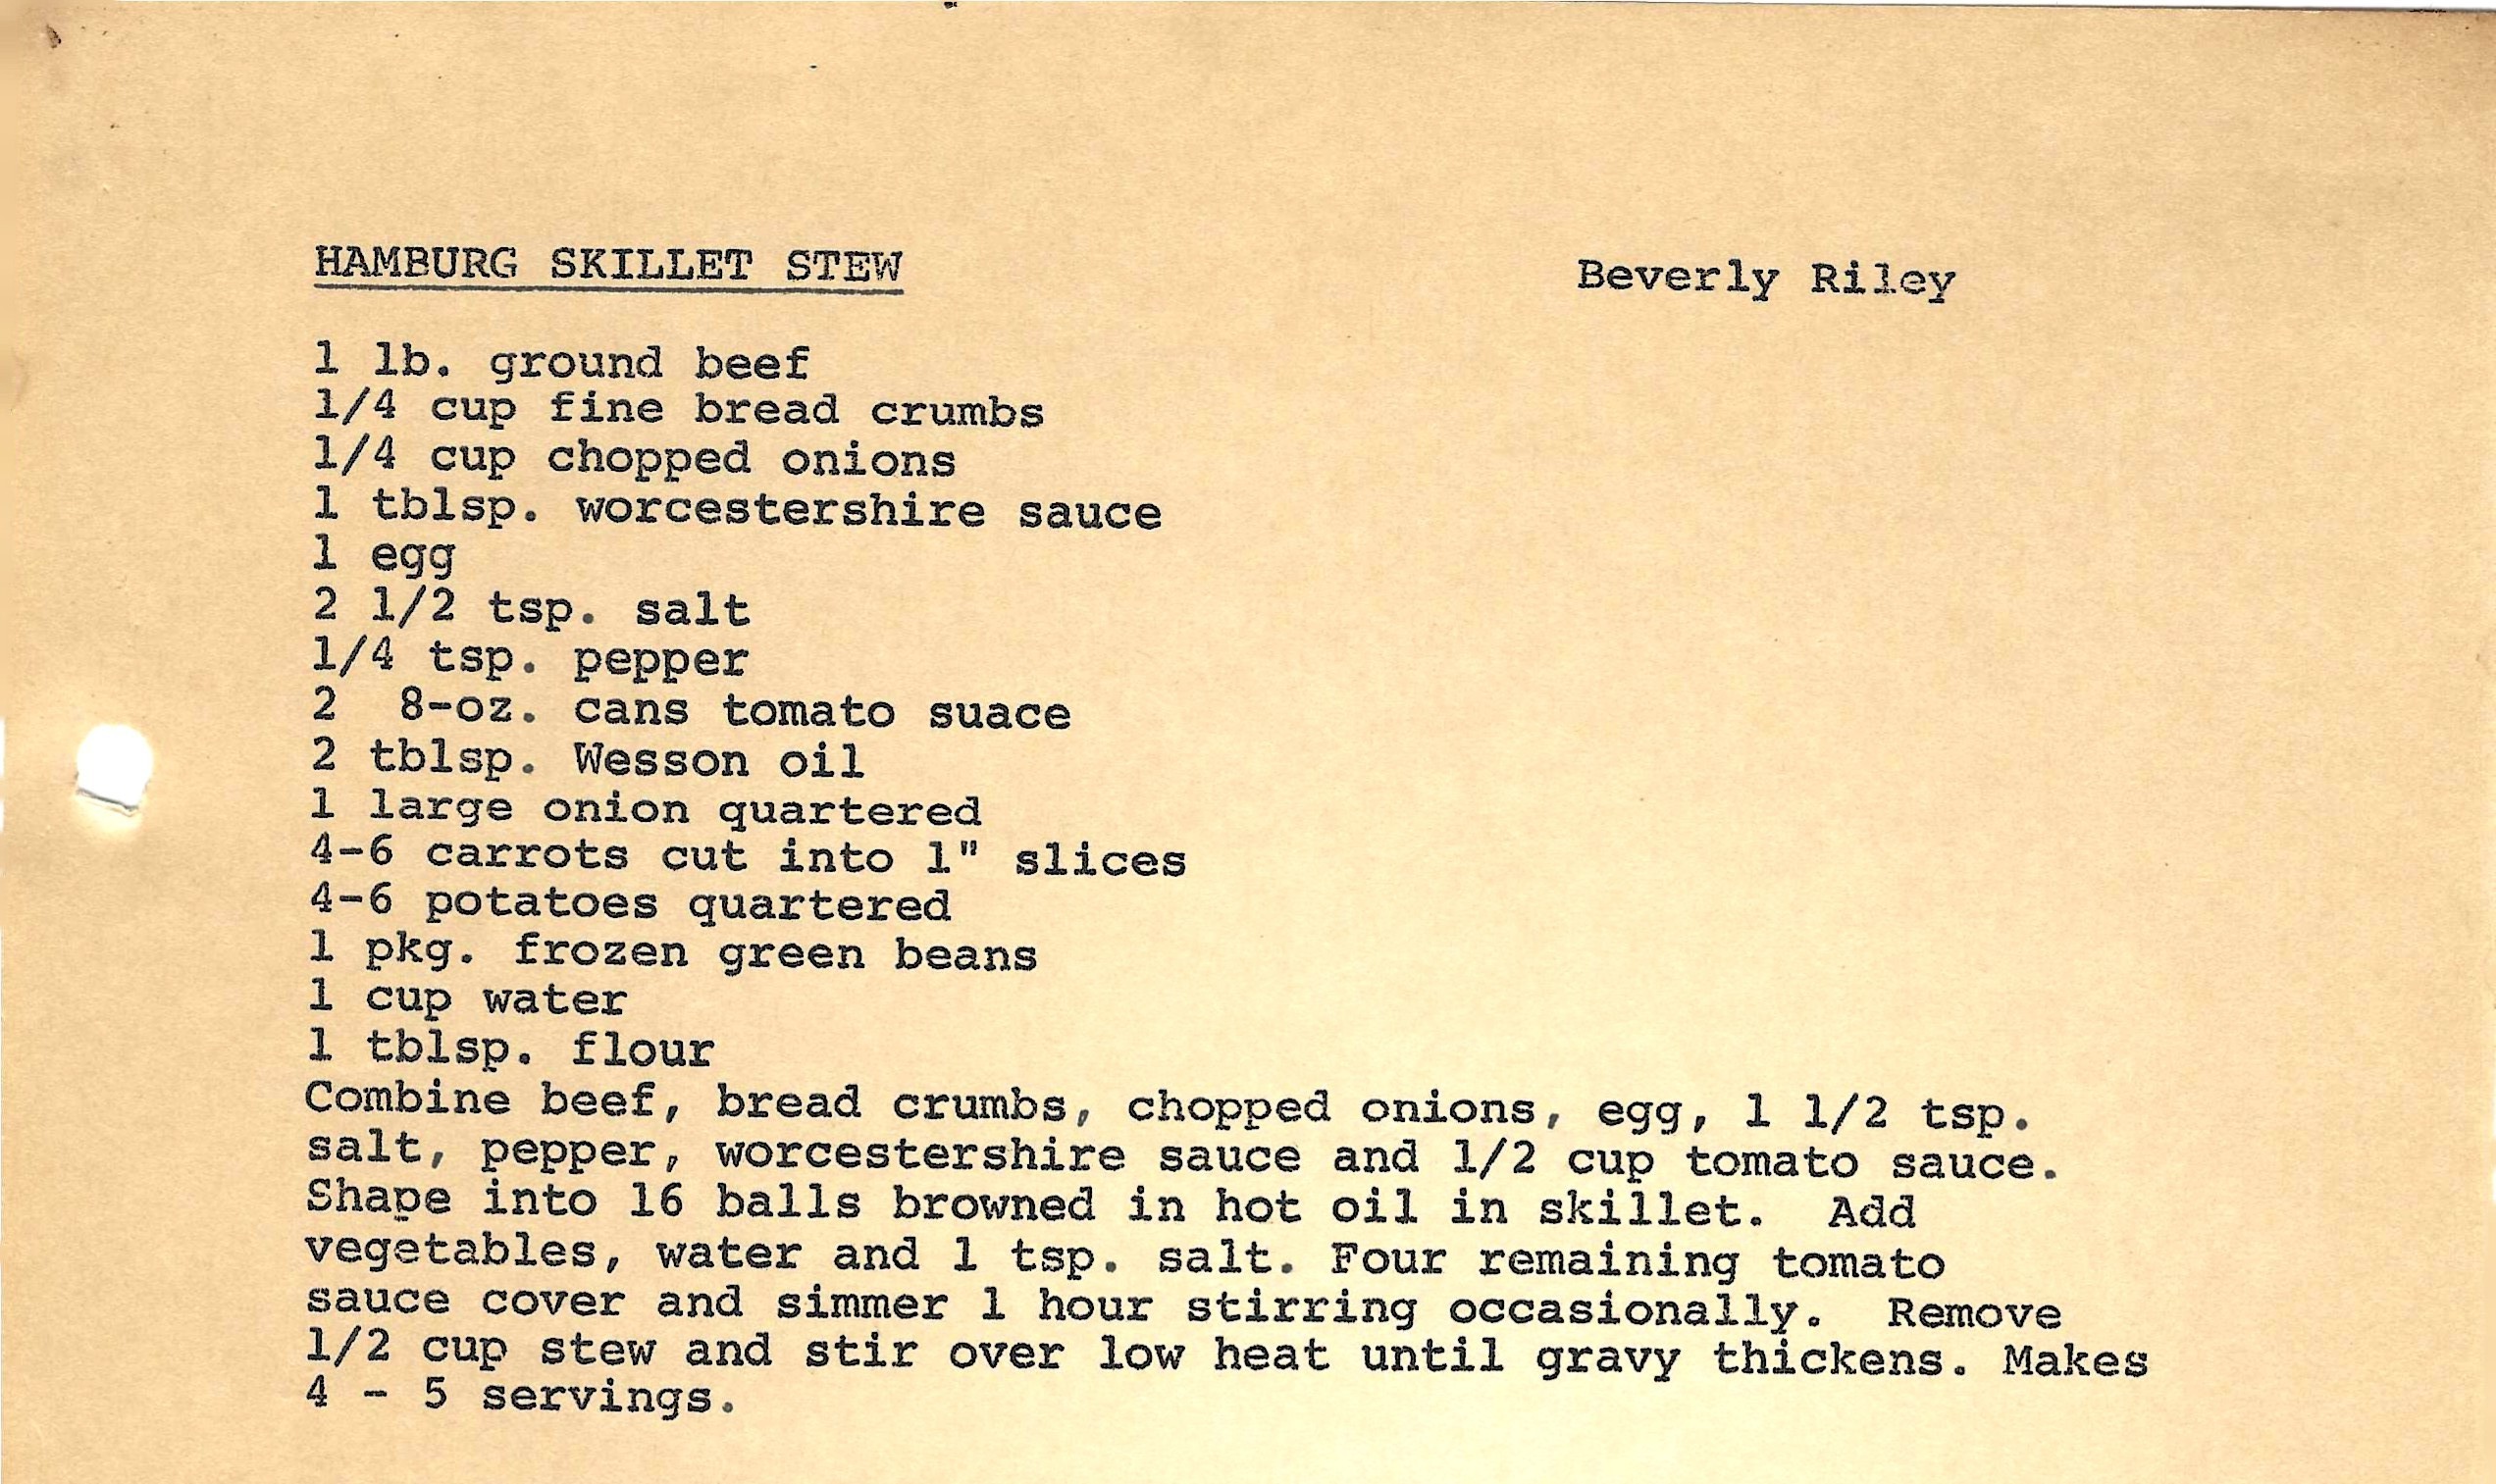 HAMBURG SKILLET STEW Beverly Riley
1 lb. ground beef
1/4 cup fine bread crumbs
1/4 cup chopped onions
1 tblsp. worcestershire sauce
1 egg
2 1/2 tsp. salt
1/4 tsp. pepper
2 8-oz. cans tomato suace
2 tblsp. Wesson oil
1 large onion quartered
4-6 carrots cut into 1" slices
4-6 potatoes quartered
1 pkg. frozen green beans
1 cup water
1 tblsp. flour
Combine beef, bread crumbs, chopped onions, egg, 1 1/2 tsp.
salt, pepper, worcestershire sauce and 1/2 cup tomato sauce.
Shape into 16 balls browned in hot oil in skillet. Add
vegetables, water and 1 tsp. salt. Four remaining tomato
sauce cover and simmer 1 hour stirring occasionally. Remove
1/2 cup stew and stir over low heat until gravy thickens. Makes
4 - 5 servings.